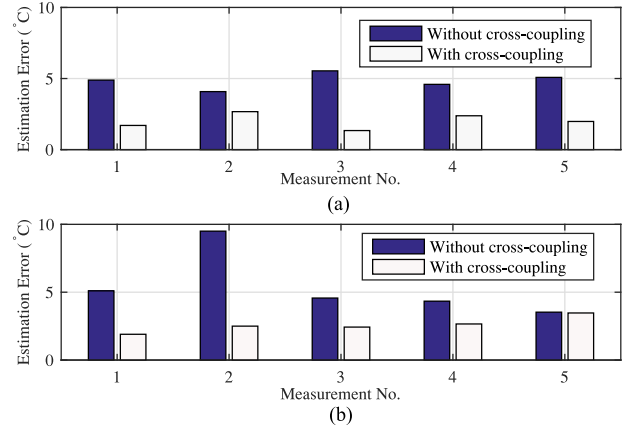 10
5
0
Estimation Error (°C)
Without cross-coupling
With cross-coupling
1 2 3 4 5
Measurement No.
(a)
10
5
0
Estimation Error (°C)
Without cross-coupling
With cross-coupling
1 2 3 4 5
Measurement No.
(b)